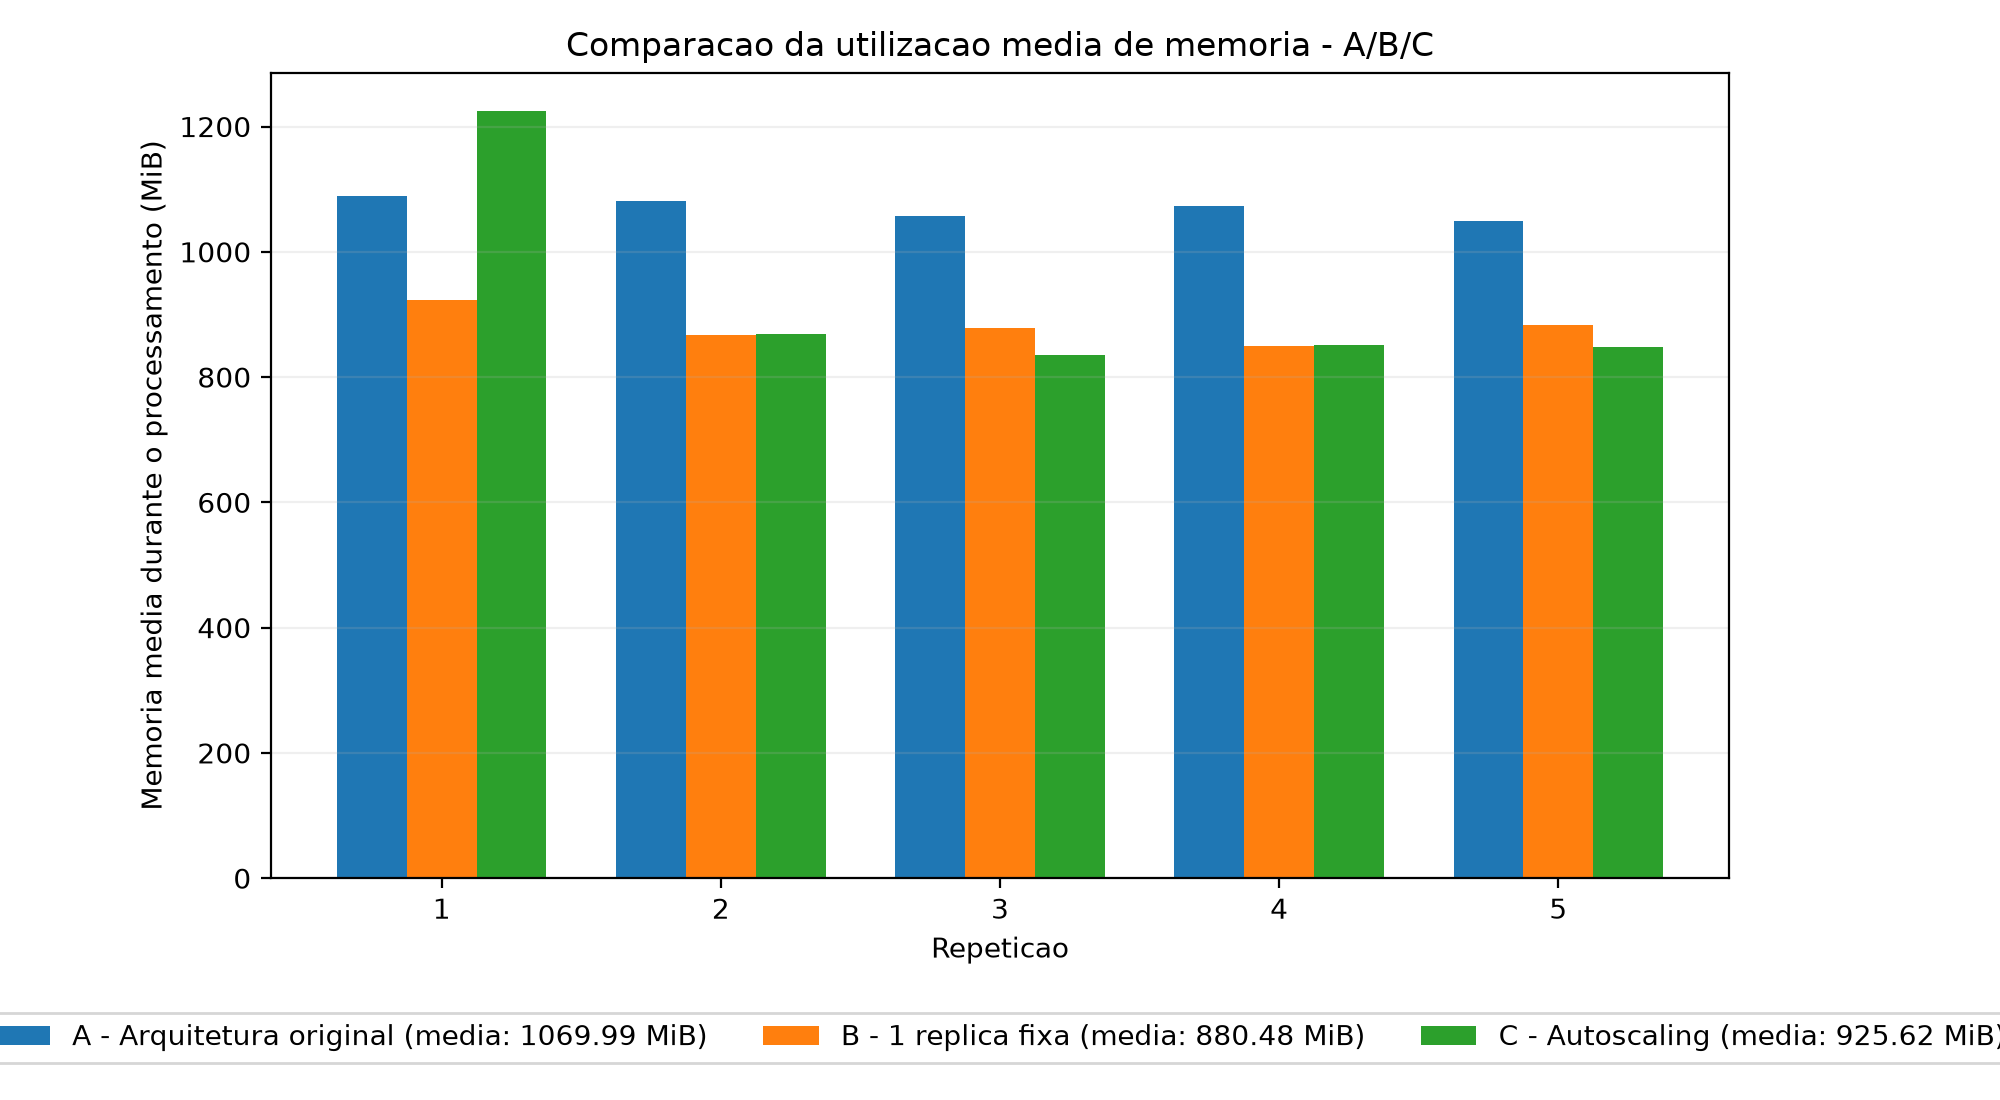 Comparacao da utilizacao media de memoria - A/B/C
Memoria media durante o processamento (MiB)
1200
1000
800
600
400
200
0
1 2 3 4 5
Repeticao
A - Arquitetura original (media: 1069.99 MiB) B - 1 replica fixa (media: 880.48 MiB) C - Autoscaling (media: 925.62 MiB)